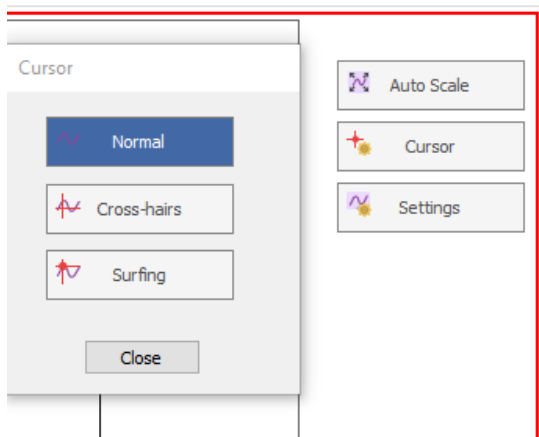 Cursor
Normal
Cross-hairs
Surfing
Close
Auto Scale
Cursor
Settings